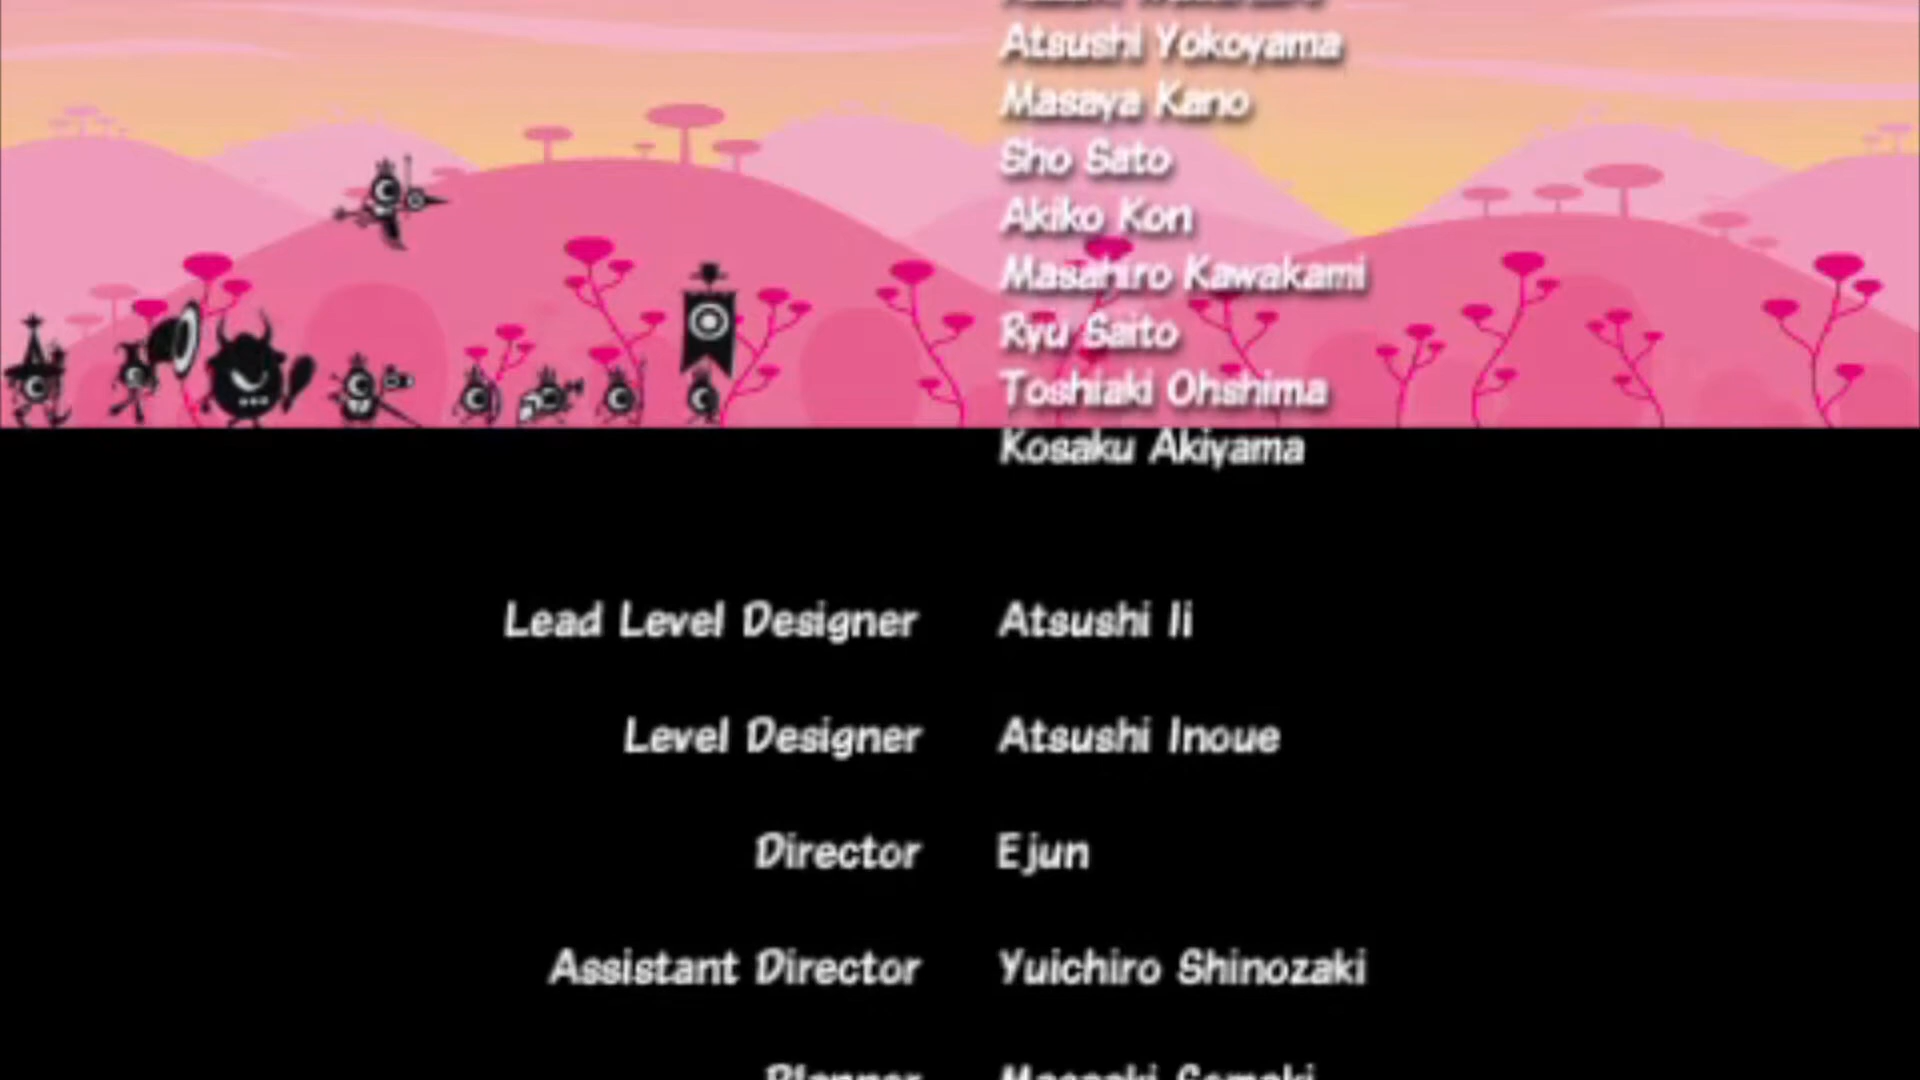 Atsushi Yokoyama
Masaya Kano
Sho Sato
Akiko Kon
Masahiro Kawakami
Ryu Saito
Toshiaki Ohshima
Kosaku Akiyama
Lead Level Designer Atsushi Ii
Level Designer Atsushi Inoue
Director Ejun
Assistant Director Yuichiro Shinozaki
Planner